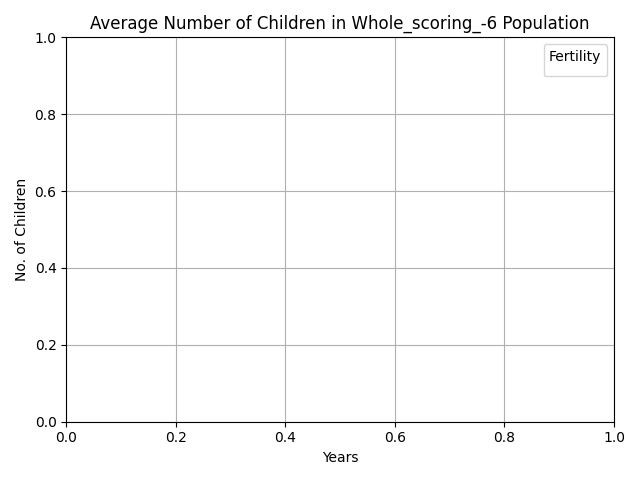 Average Number of Children in Whole_scoring_-6 Population
Fertility
1.0
0.8
0.6
0.4
0.2
0.0
No. of Children
0.0 0.2 0.4 0.6 0.8 1.0
Years